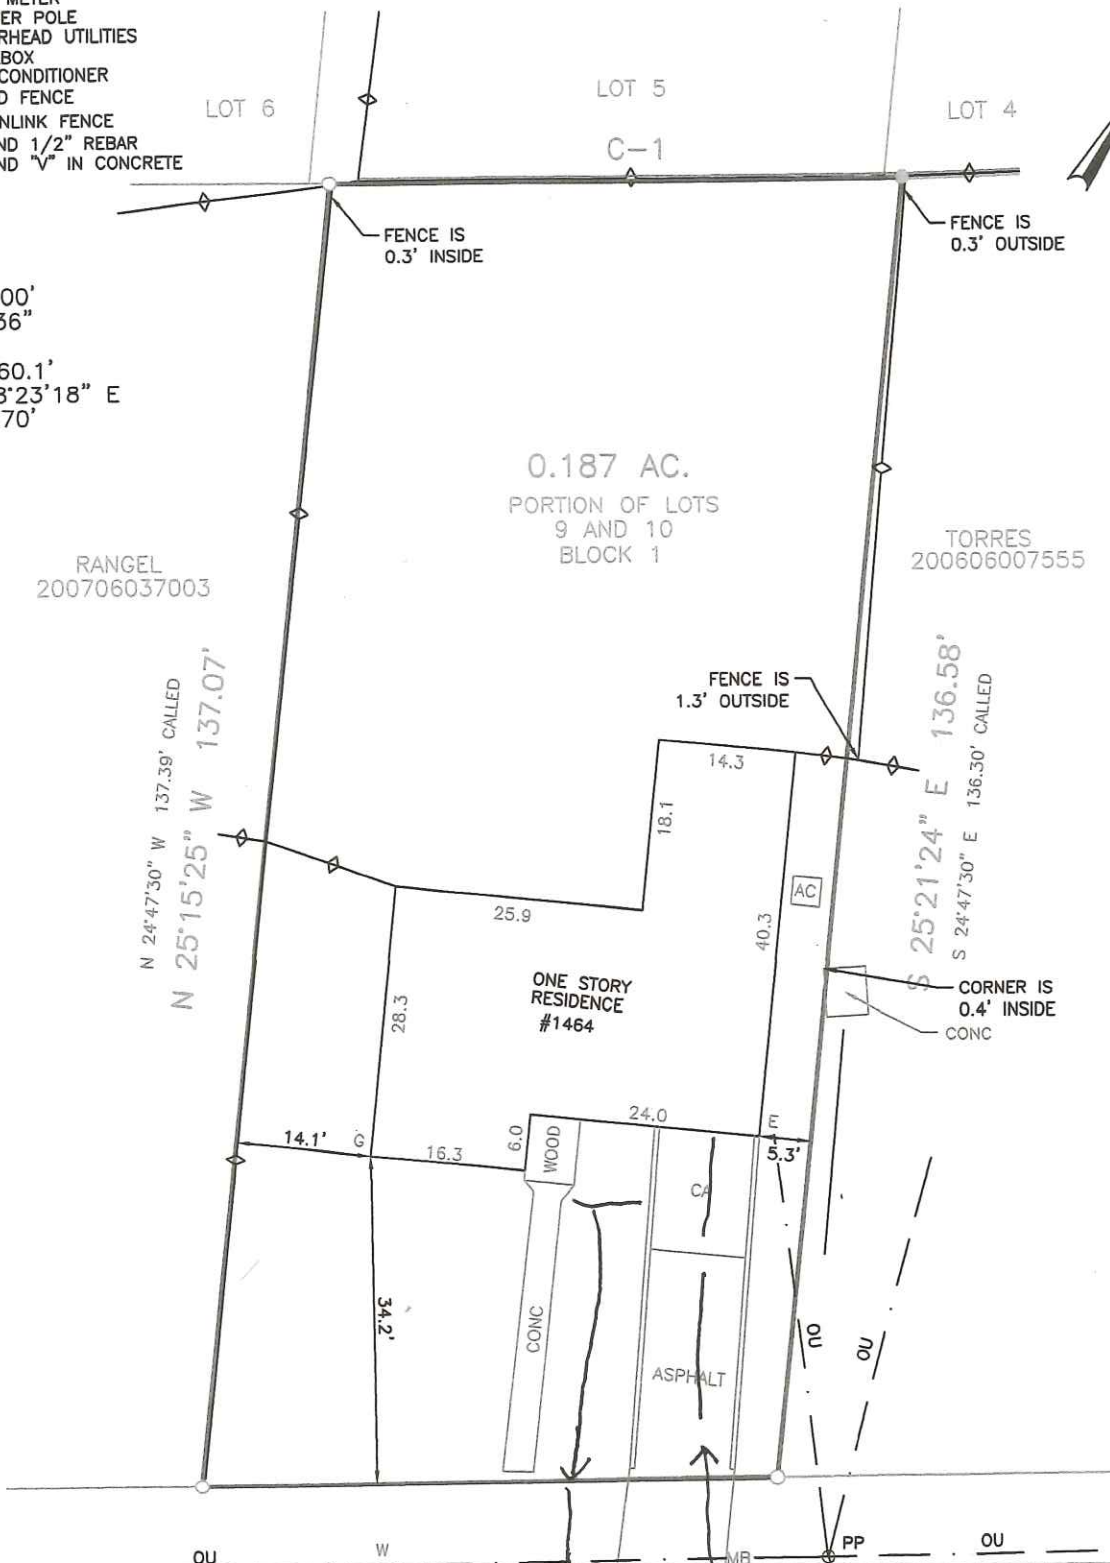 METER
ER POLE
RHEAD UTILITIES
BOX
CONDITIONER
D FENCE
NLINK FENCE
ND 1/2" REBAR
ND "V" IN CONCRETE
LOT 6
LOT 5
LOT 4
C-1
FENCE IS
0.3' INSIDE
FENCE IS
0.3' OUTSIDE
00'
36"
60.1'
8°23'18" E
70'
0.187 AC.
PORTION OF LOTS
9 AND 10
BLOCK 1
RANGEL
200706037003
TORRES
200606007555
N 24°47'30" W 137.39' CALLED
N 25°15'25" W 137.07'
FENCE IS
1.3' OUTSIDE
S 25°21'24" E 136.58'
S 24°47'30" E 136.30' CALLED
14.3
18.1
AC
25.9
40.3
ONE STORY
RESIDENCE
#1464
28.3
CORNER IS
0.4' INSIDE
CONC
24.0
E
14.1'
G
16.3
6.0
WOOD
5.3'
CA
34.2'
CONC
ASPHALT
OU
OU
OU
W
MB
PP
OU